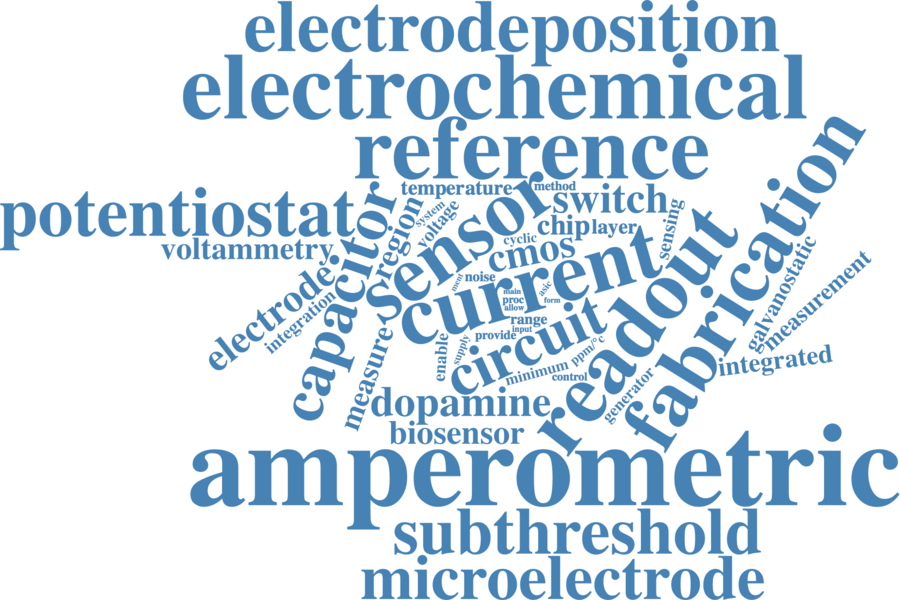 electrodeposition
electrochemical
reference
potentiostat
voltammetry
temperature
method
switch
sensor
capacitor
region
system
voltage
chip
layer
sensing
cyclic
cmos
fabrication
readout
electrode
integration
current
noise
ment
main
proc
allow
asic
form
range
input
provide
supply
enable
measure
circuit
minimum
ppm/°c
control
generator
galvanostatic
measurement
integrated
dopamine
biosensor
amperometric
subthreshold
microelectrode